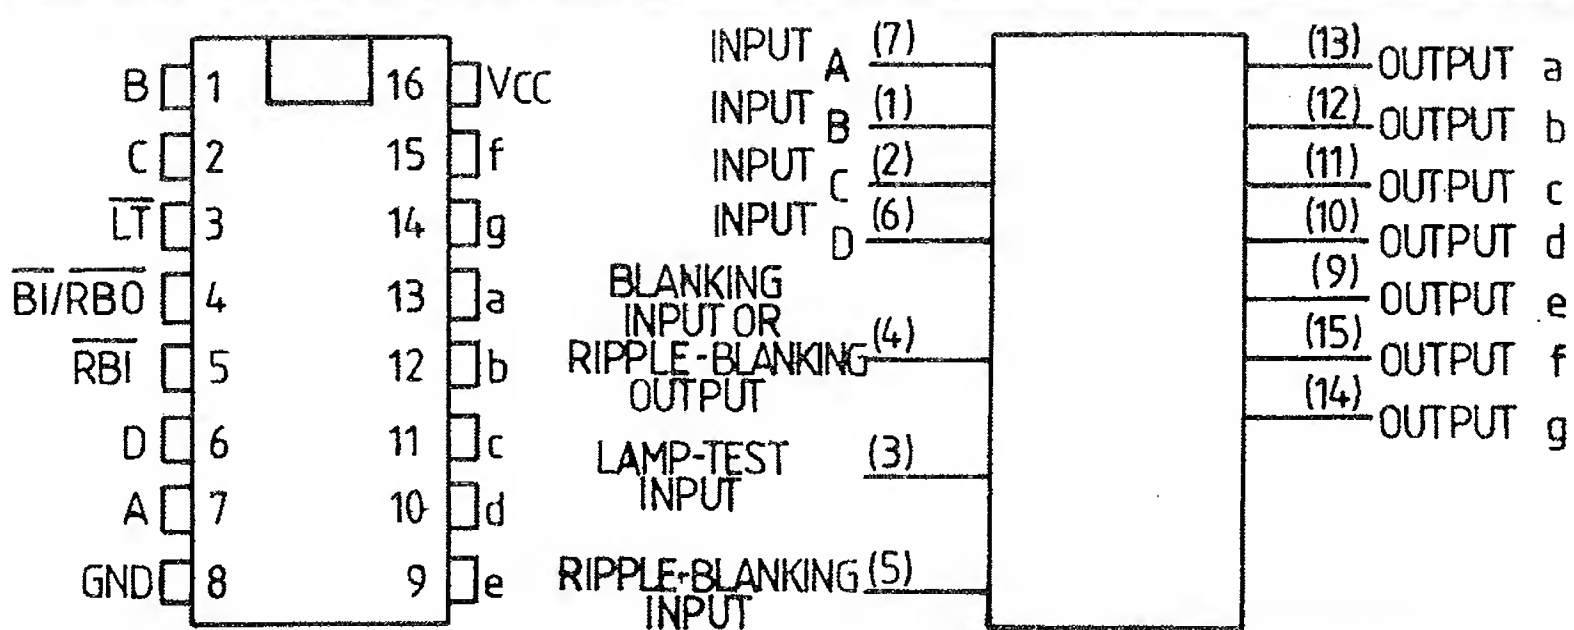 B 1 16 VCC
C 2 15 f
LT 3 14 g
BI/RBO 4 13 a
RBI 5 12 b
D 6 11 c
A 7 10 d
GND 8 9 e
INPUT A (7)
INPUT B (1)
INPUT C (2)
INPUT D (6)
BLANKING
INPUT OR
RIPPLE-BLANKING (4)
OUTPUT
LAMP-TEST (3)
INPUT
RIPPLE-BLANKING (5)
INPUT
(13) OUTPUT a
(12) OUTPUT b
(11) OUTPUT c
(10) OUTPUT d
(9) OUTPUT e
(15) OUTPUT f
(14) OUTPUT g